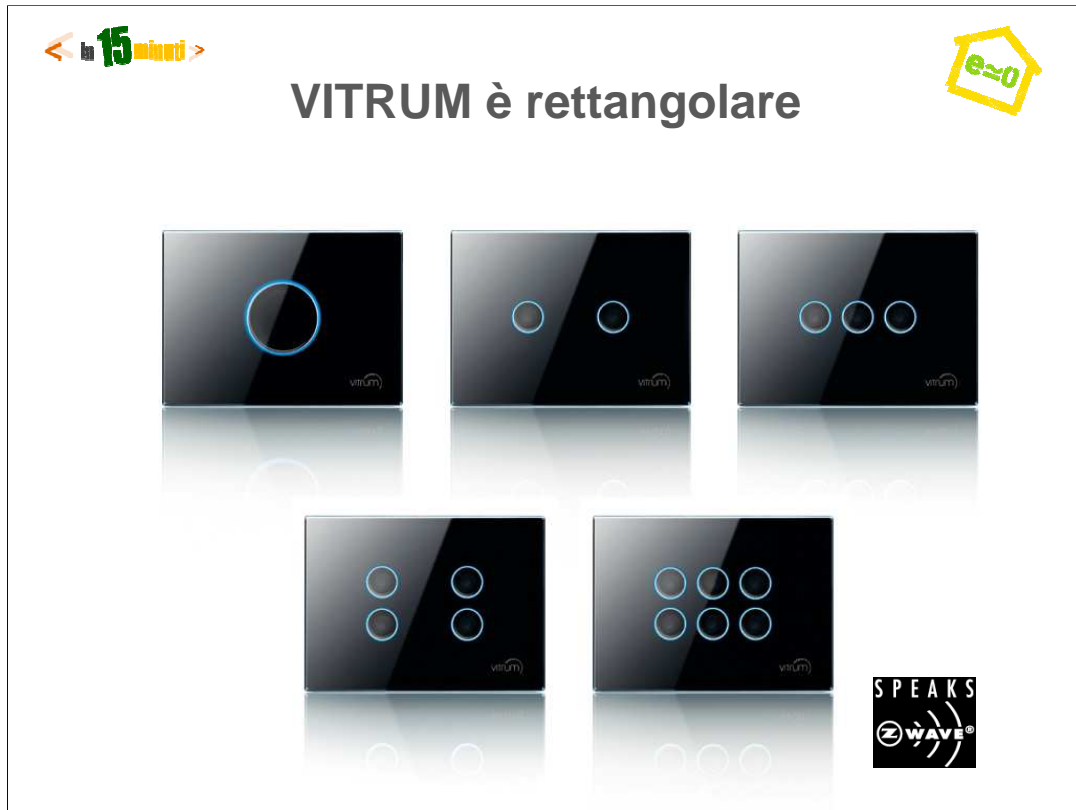 < in 15 minuti >
e≃0
VITRUM è rettangolare
vitrum
vitrum
vitrum
vitrum
vitrum
SPEAKS
Z WAVE®